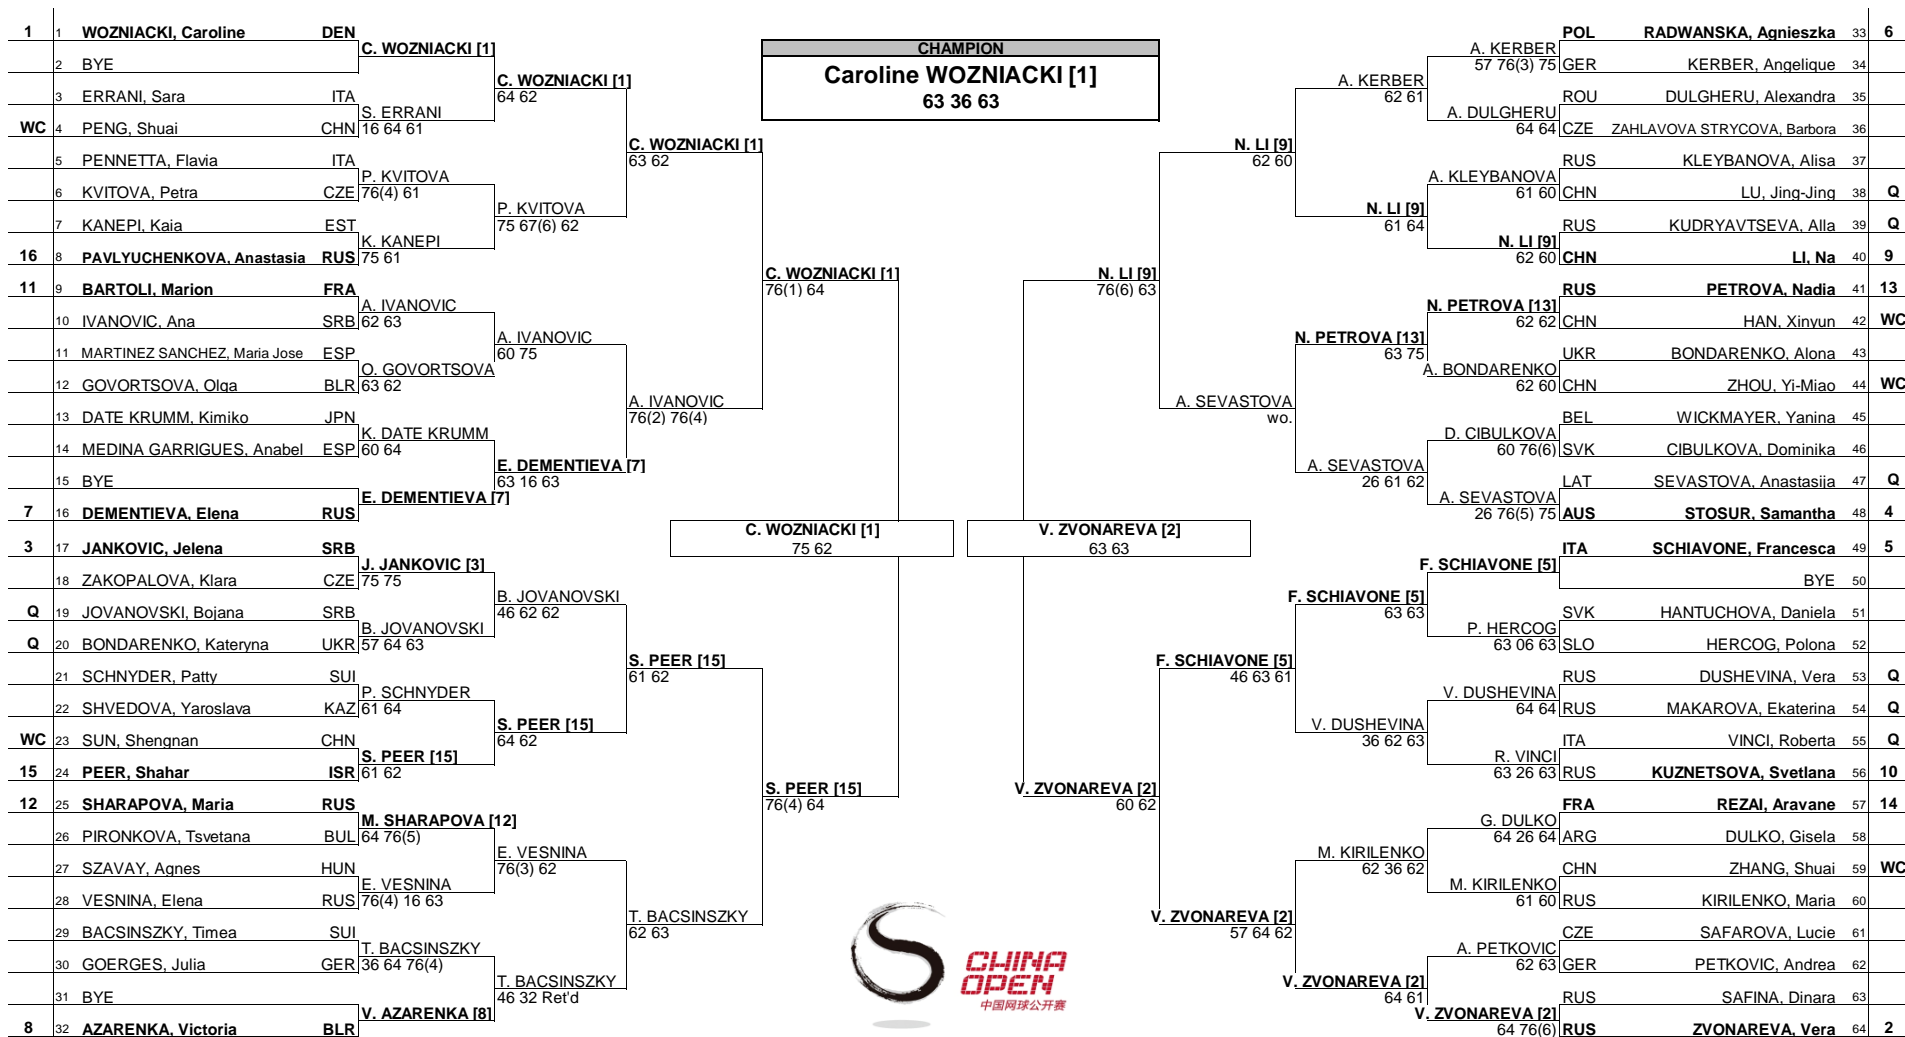 CHAMPION
Caroline WOZNIACKI [1]
63 36 63
1 1 WOZNIACKI, Caroline DEN
2 BYE
3 ERRANI, Sara ITA
WC 4 PENG, Shuai CHN
5 PENNETTA, Flavia ITA
6 KVITOVA, Petra CZE
7 KANEPI, Kaia EST
16 8 PAVLYUCHENKOVA, Anastasia RUS
11 9 BARTOLI, Marion FRA
10 IVANOVIC, Ana SRB
11 MARTINEZ SANCHEZ, Maria Jose ESP
12 GOVORTSOVA, Olga BLR
13 DATE KRUMM, Kimiko JPN
14 MEDINA GARRIGUES, Anabel ESP
15 BYE
7 16 DEMENTIEVA, Elena RUS
3 17 JANKOVIC, Jelena SRB
18 ZAKOPALOVA, Klara CZE
Q 19 JOVANOVSKI, Bojana SRB
Q 20 BONDARENKO, Kateryna UKR
21 SCHNYDER, Patty SUI
22 SHVEDOVA, Yaroslava KAZ
WC 23 SUN, Shengnan CHN
15 24 PEER, Shahar ISR
12 25 SHARAPOVA, Maria RUS
26 PIRONKOVA, Tsvetana BUL
27 SZAVAY, Agnes HUN
28 VESNINA, Elena RUS
29 BACSINSZKY, Timea SUI
30 GOERGES, Julia GER
31 BYE
8 32 AZARENKA, Victoria BLR
C. WOZNIACKI [1]
S. ERRANI
16 64 61
P. KVITOVA
76(4) 61
K. KANEPI
75 61
A. IVANOVIC
62 63
O. GOVORTSOVA
63 62
K. DATE KRUMM
60 64
E. DEMENTIEVA [7]
J. JANKOVIC [3]
75 75
B. JOVANOVSKI
57 64 63
P. SCHNYDER
61 64
S. PEER [15]
61 62
M. SHARAPOVA [12]
64 76(5)
E. VESNINA
76(4) 16 63
T. BACSINSZKY
36 64 76(4)
V. AZARENKA [8]
C. WOZNIACKI [1]
64 62
P. KVITOVA
75 67(6) 62
A. IVANOVIC
60 75
E. DEMENTIEVA [7]
63 16 63
B. JOVANOVSKI
46 62 62
S. PEER [15]
64 62
E. VESNINA
76(3) 62
T. BACSINSZKY
46 32 Ret'd
C. WOZNIACKI [1]
63 62
A. IVANOVIC
76(2) 76(4)
S. PEER [15]
61 62
T. BACSINSZKY
62 63
C. WOZNIACKI [1]
76(1) 64
S. PEER [15]
76(4) 64
C. WOZNIACKI [1]
75 62
V. ZVONAREVA [2]
63 63
N. LI [9]
76(6) 63
V. ZVONAREVA [2]
60 62
N. LI [9]
62 60
A. SEVASTOVA
wo.
F. SCHIAVONE [5]
46 63 61
V. ZVONAREVA [2]
57 64 62
A. KERBER
62 61
N. LI [9]
61 64
N. PETROVA [13]
63 75
A. SEVASTOVA
26 61 62
F. SCHIAVONE [5]
63 63
V. DUSHEVINA
36 62 63
M. KIRILENKO
62 36 62
V. ZVONAREVA [2]
64 61
A. KERBER
57 76(3) 75
A. DULGHERU
64 64
A. KLEYBANOVA
61 60
N. LI [9]
62 60
N. PETROVA [13]
62 62
A. BONDARENKO
62 60
D. CIBULKOVA
60 76(6)
A. SEVASTOVA
26 76(5) 75
F. SCHIAVONE [5]
P. HERCOG
63 06 63
V. DUSHEVINA
64 64
R. VINCI
63 26 63
G. DULKO
64 26 64
M. KIRILENKO
61 60
A. PETKOVIC
62 63
V. ZVONAREVA [2]
64 76(6)
POL RADWANSKA, Agnieszka 33 6
GER KERBER, Angelique 34
ROU DULGHERU, Alexandra 35
CZE ZAHLAVOVA STRYCOVA, Barbora 36
RUS KLEYBANOVA, Alisa 37
CHN LU, Jing-Jing 38 Q
RUS KUDRYAVTSEVA, Alla 39 Q
CHN LI, Na 40 9
RUS PETROVA, Nadia 41 13
CHN HAN, Xinyun 42 WC
UKR BONDARENKO, Alona 43
CHN ZHOU, Yi-Miao 44 WC
BEL WICKMAYER, Yanina 45
SVK CIBULKOVA, Dominika 46
LAT SEVASTOVA, Anastasija 47 Q
AUS STOSUR, Samantha 48 4
ITA SCHIAVONE, Francesca 49 5
BYE 50
SVK HANTUCHOVA, Daniela 51
SLO HERCOG, Polona 52
RUS DUSHEVINA, Vera 53 Q
RUS MAKAROVA, Ekaterina 54 Q
ITA VINCI, Roberta 55 Q
RUS KUZNETSOVA, Svetlana 56 10
FRA REZAI, Aravane 57 14
ARG DULKO, Gisela 58
CHN ZHANG, Shuai 59 WC
RUS KIRILENKO, Maria 60
CZE SAFAROVA, Lucie 61
GER PETKOVIC, Andrea 62
RUS SAFINA, Dinara 63
RUS ZVONAREVA, Vera 64 2
CHINA
OPEN
中国网球公开赛